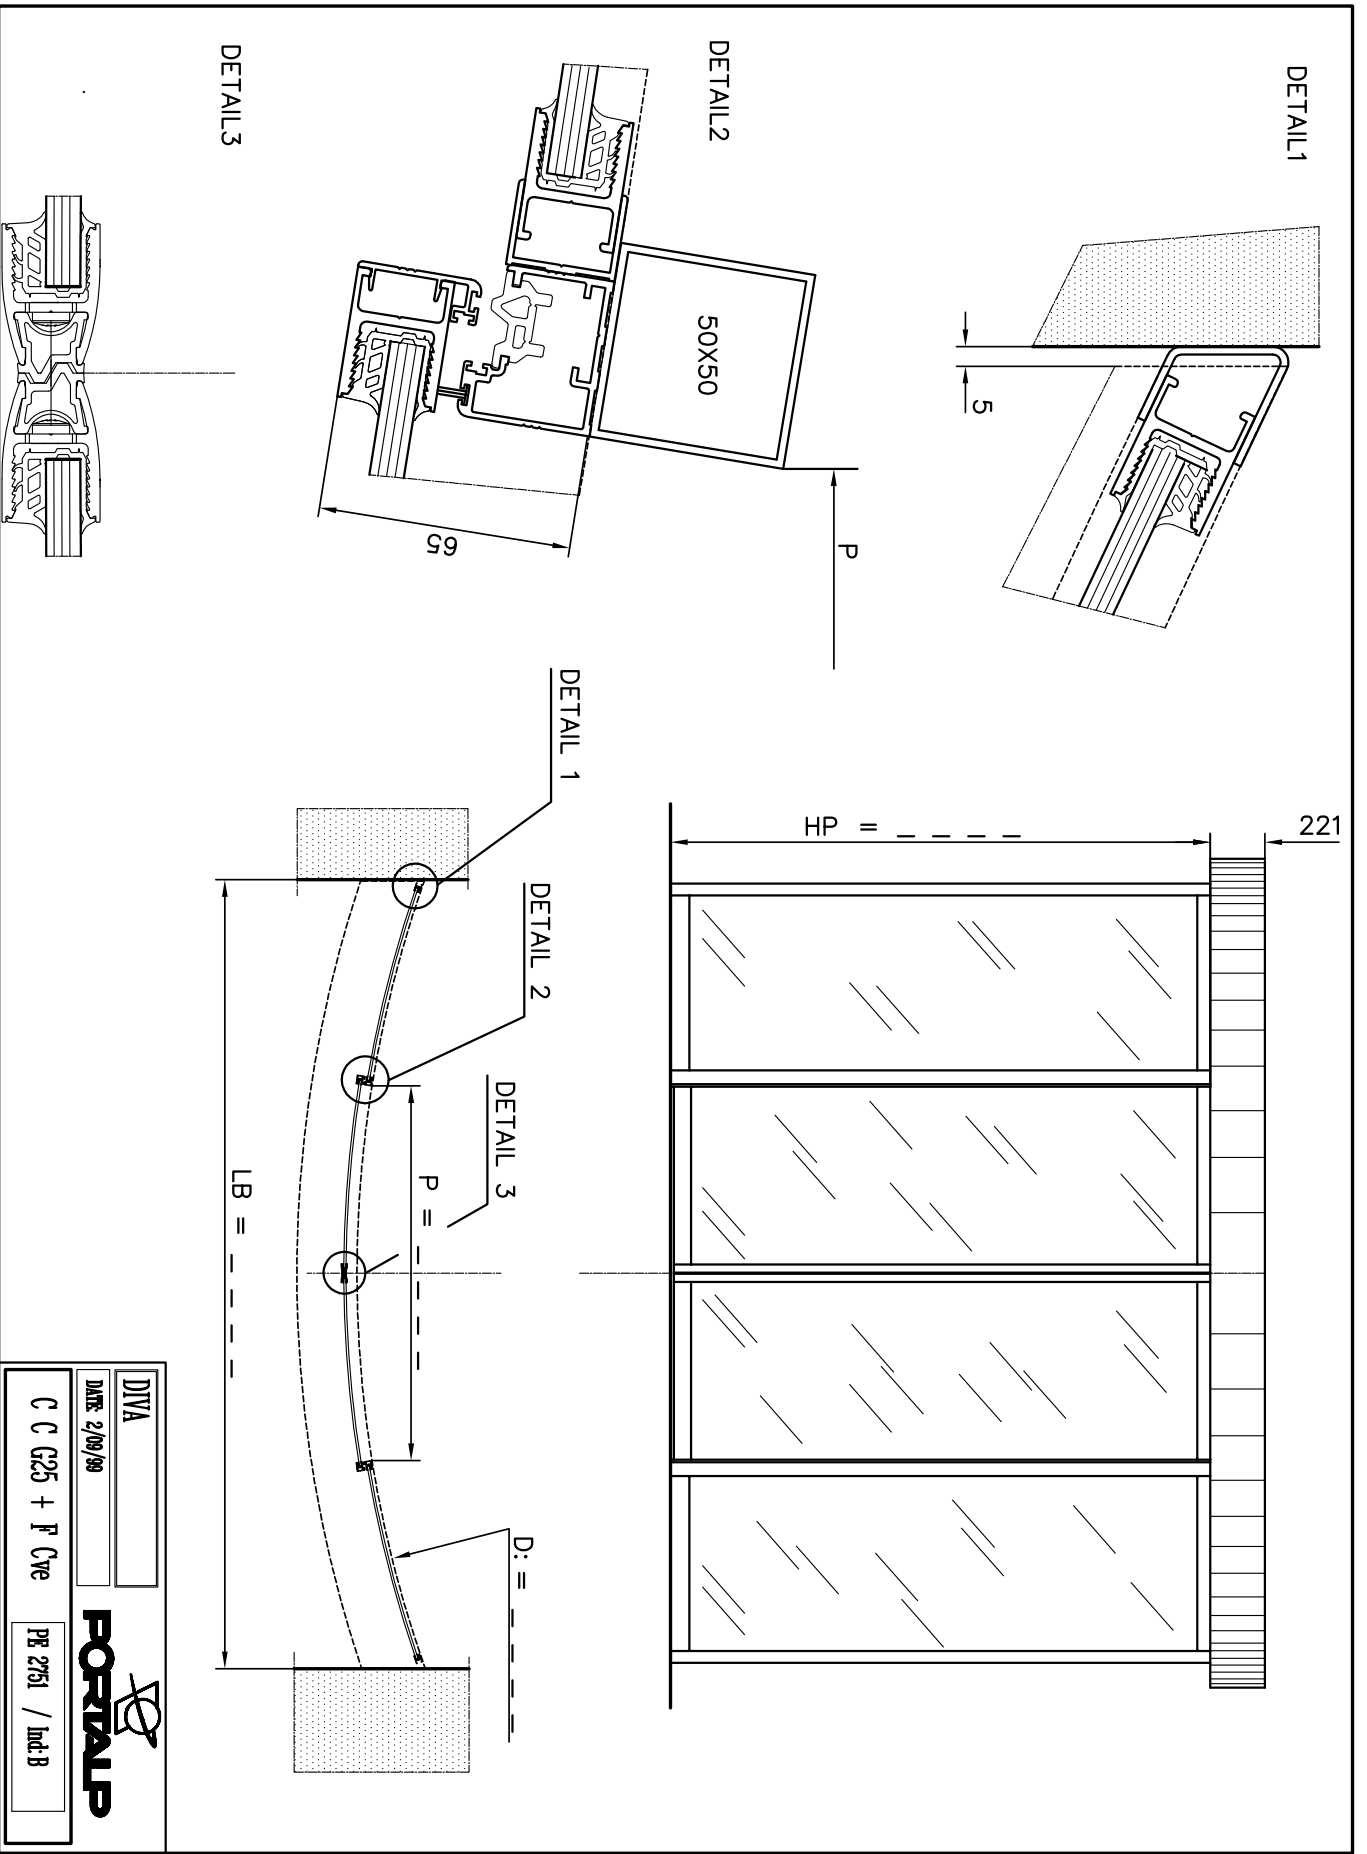 DETAIL1
5
DETAIL2
50X50
P
65
DETAIL3
221
HP = _ _ _ _
DETAIL 1
DETAIL 2
DETAIL 3
P = _ _ _ _
D: = _ _ _ _
LB = _ _ _ _
DIVA
DATE: 2/09/99
C C G25 + F Cve
PORTALP
PE 2751 / Ind:B